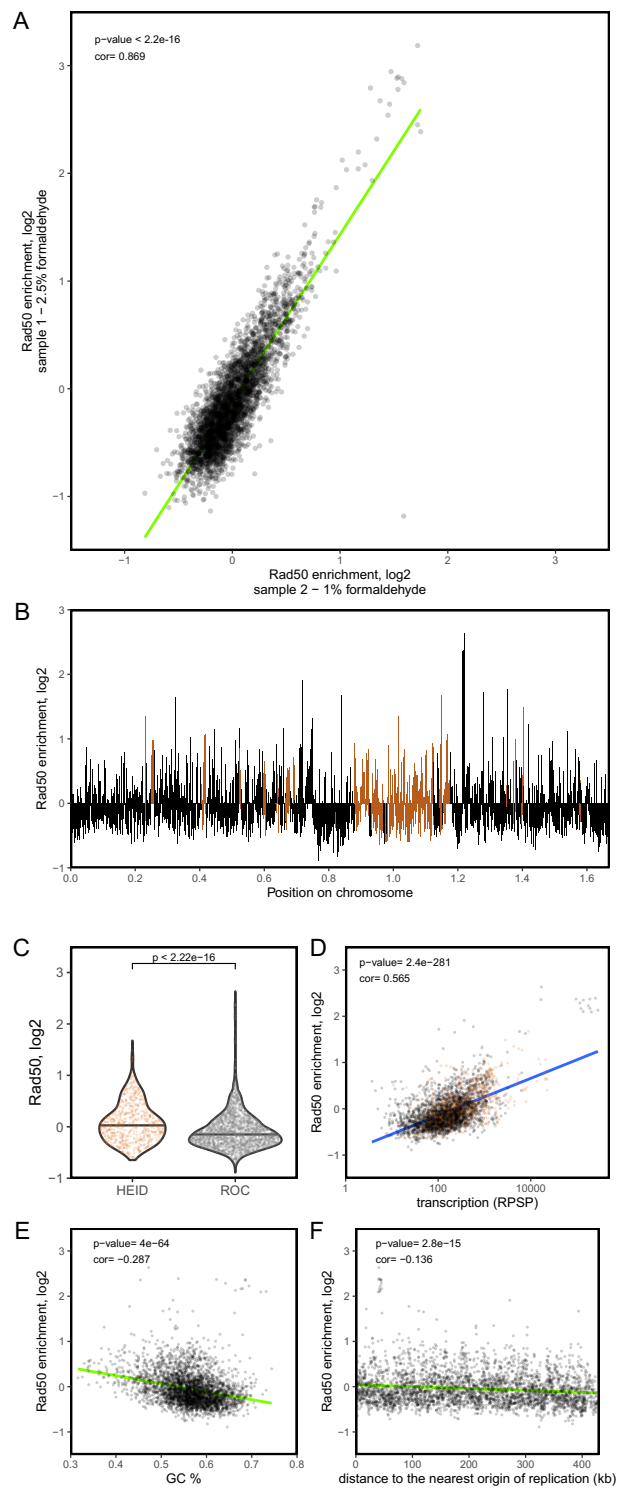 A
p-value < 2.2e-16
cor= 0.869
3
2
1
0
−1
Rad50 enrichment, log2
sample 1 − 2.5% formaldehyde
−1
0
1
2
3
Rad50 enrichment, log2
sample 2 − 1% formaldehyde
B
3
2
1
0
−1
Rad50 enrichment, log2
0.0
0.2
0.4
0.6
0.8
1.0
1.2
1.4
1.6
Position on chromosome
C
p < 2.22e−16
3
2
1
0
−1
Rad50, log2
HEID
ROC
D
p-value= 2.4e−281
cor= 0.565
3
2
1
0
−1
Rad50 enrichment, log2
1
100
10000
transcription (RPSP)
E
p-value= 4e−64
cor= −0.287
3
2
1
0
−1
Rad50 enrichment, log2
0.3
0.4
0.5
0.6
0.7
0.8
GC %
F
p-value= 2.8e−15
cor= −0.136
3
2
1
0
−1
Rad50 enrichment, log2
0
100
200
300
400
distance to the nearest origin of replication (kb)